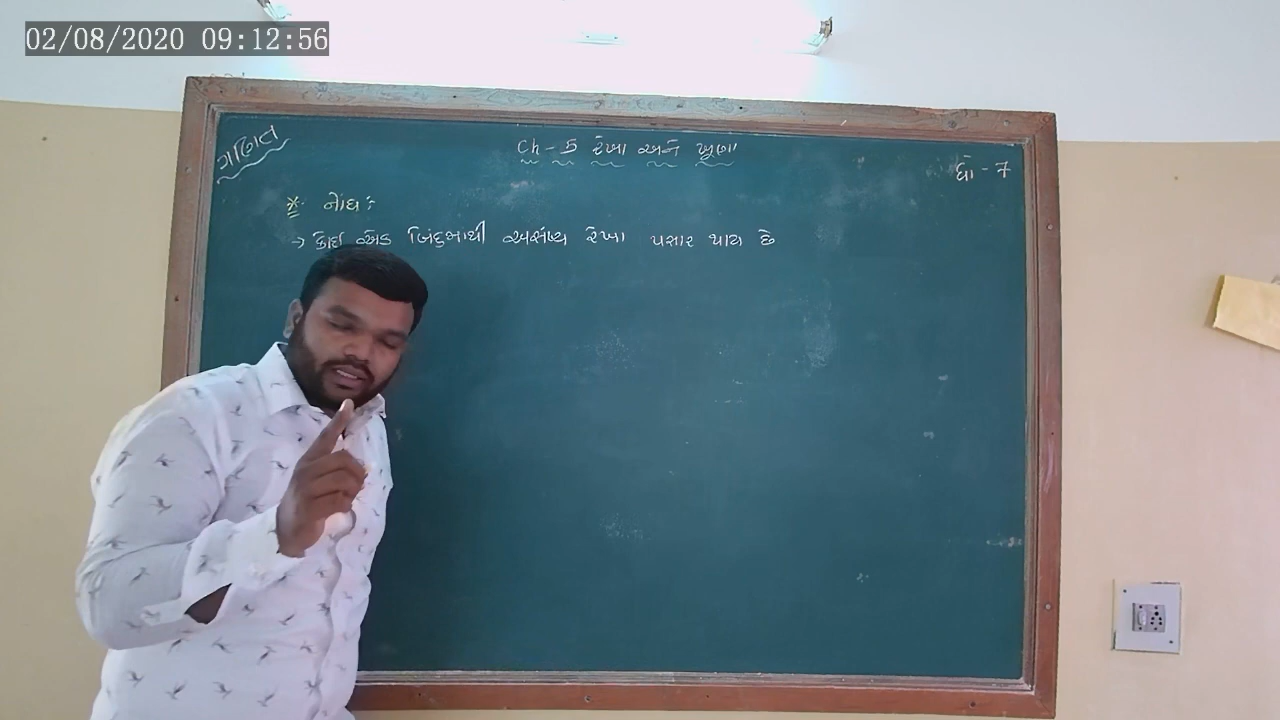 02/08/2020 09:12:56
ગણિત
Ch - 5 રેખા અને ખૂણા
ધો - 7
* નોંધ :
→ કોઈ એક બિંદુમાંથી અસંખ્ય રેખા પસાર થાય છે